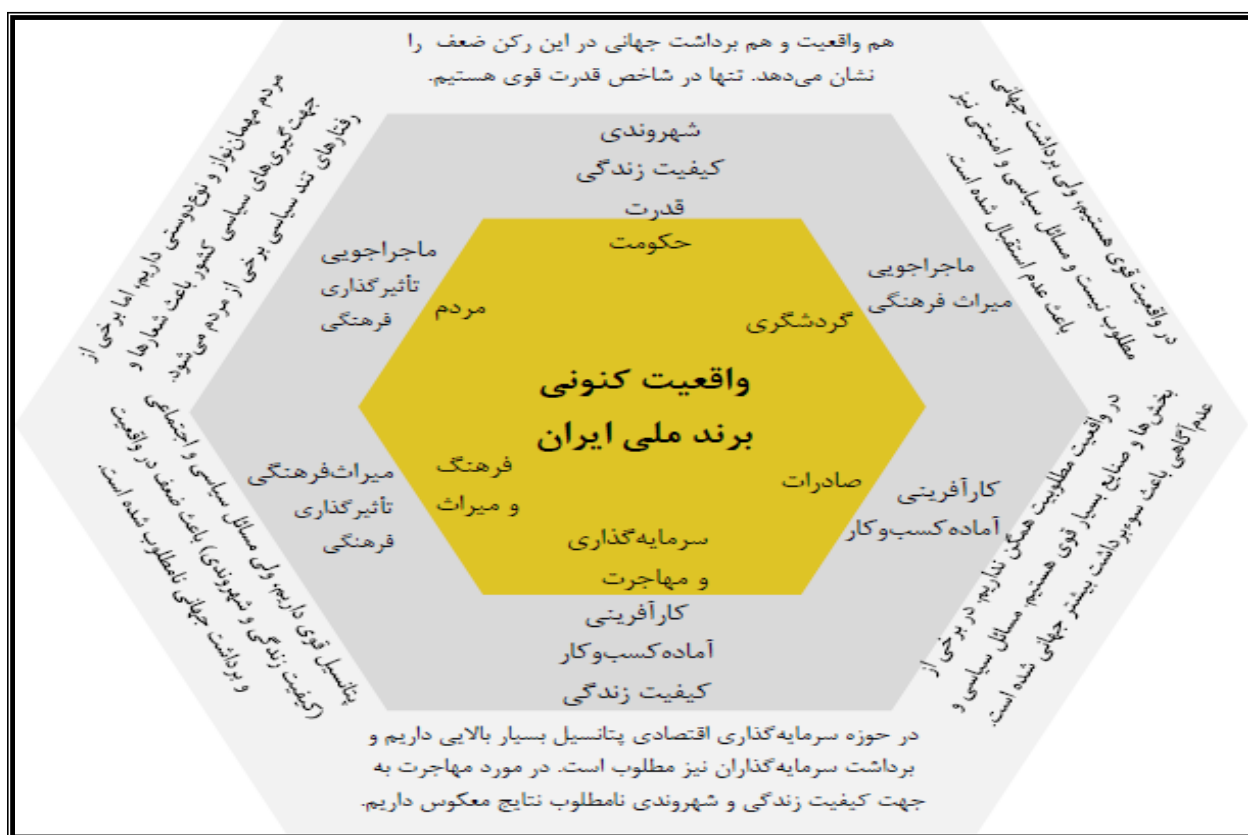 هم واقعیت و هم برداشت جهانی در این رکن ضعف را
نشان می‌دهد. تنها در شاخص قدرت قوی هستیم.
در واقعیت قوی هستیم، ولی برداشت جهانی
مطلوب نیست و مسائل سیاسی و امنیتی نیز
باعث عدم استقبال شده است.
مردم مهمان‌نواز و نوع‌دوستی داریم، اما برخی از
جهت‌گیری‌های سیاسی کشور باعث شعارها و
رفتارهای تند سیاسی برخی از مردم می‌شود.
شهروندی
کیفیت زندگی
قدرت
حکومت
ماجراجویی
میراث فرهنگی
گردشگری
ماجراجویی
تأثیرگذاری
فرهنگی
مردم
واقعیت کنونی
برند ملی ایران
صادرات
کارآفرینی
آماده‌کسب‌وکار
فرهنگ
و میراث
میراث‌فرهنگی
تأثیرگذاری
فرهنگی
سرمایه‌گذاری
و مهاجرت
کارآفرینی
آماده‌کسب‌وکار
کیفیت زندگی
در واقعیت مطلوبیت همگن نداریم، در برخی از
بخش‌ها و صنایع بسیار قوی هستیم. مسائل سیاسی و
عدم‌آگاهی باعث سوءبرداشت بیشتر جهانی شده است.
پتانسیل قوی داریم، ولی مسائل سیاسی و اجتماعی
(کیفیت زندگی و شهروندی) باعث ضعف در واقعیت
و برداشت جهانی نامطلوب شده است.
در حوزه سرمایه‌گذاری اقتصادی پتانسیل بسیار بالایی داریم و
برداشت سرمایه‌گذاران نیز مطلوب است. در مورد مهاجرت به
جهت کیفیت زندگی و شهروندی نامطلوب نتایج معکوس داریم.